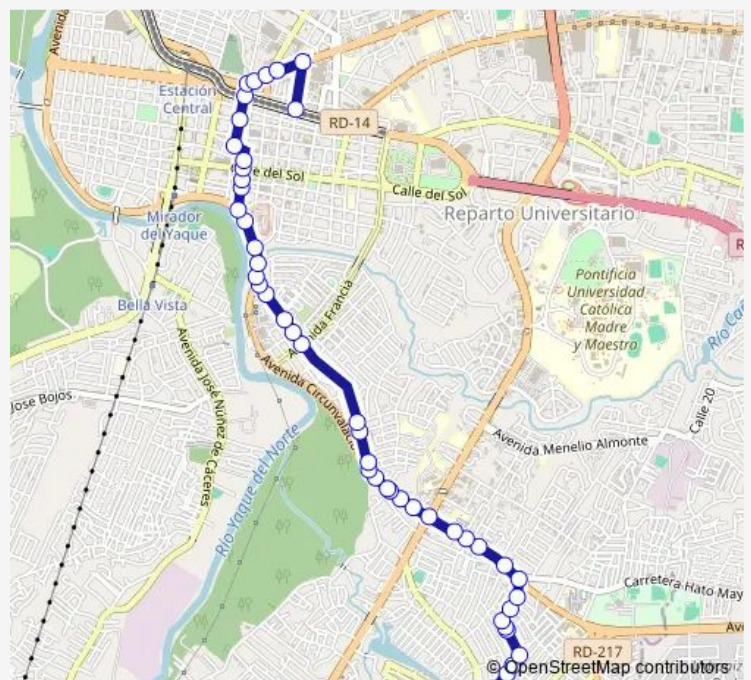 Avenida
Estación
Central
RD-14
Calle del Sol
Calle del Sol
Reparto Universitario
R
Mirador
del Yaque
Bella Vista
Pontificia
Universidad
Católica
Madre
y Maestra
Avenida Francia
Avenida José Núñez de Cáceres
Avenida Circunvalac
Jose Bojos
Río Yaque del Norte
Calle 20
Avenida Menelio Almonte
Carretera Hato May
Av
RD-217
© OpenStreetMap contributors